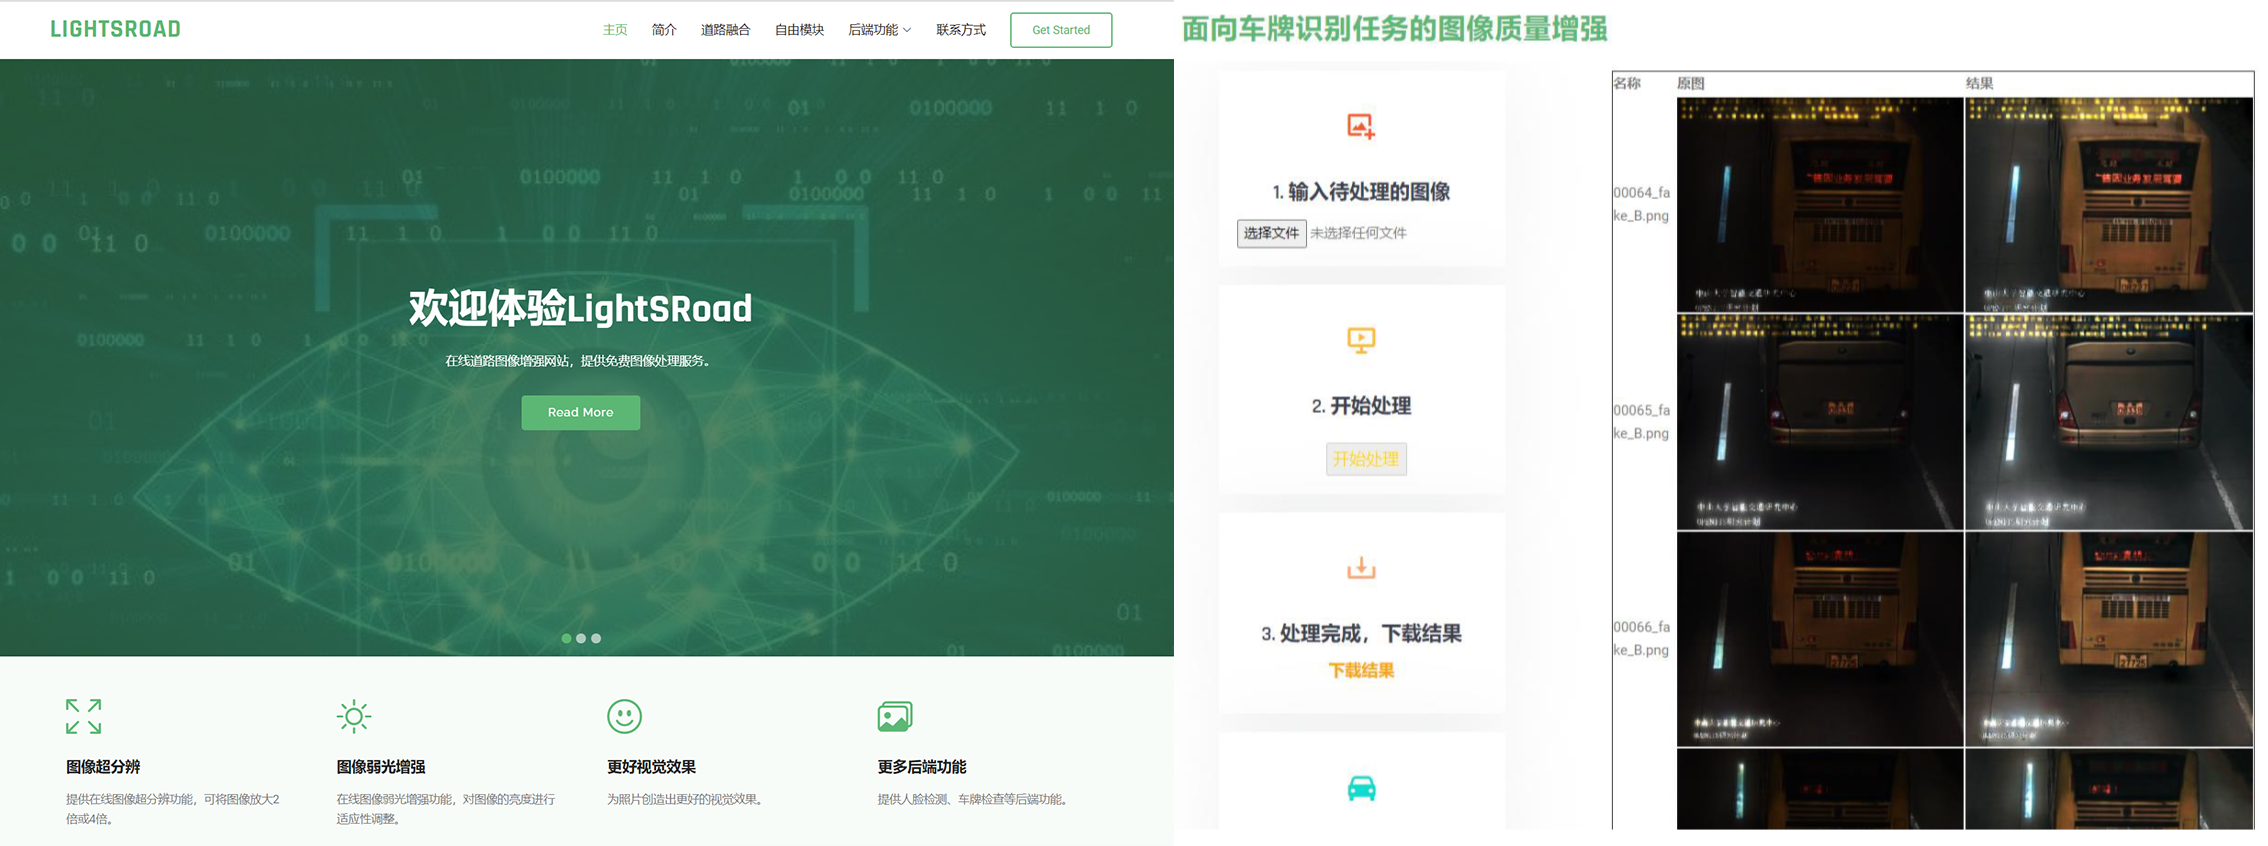 LIGHTSROAD
主页 简介 道路融合 自由模块 后端功能 联系方式 Get Started
欢迎体验LightSRoad
在线道路图像增强网站，提供免费图像处理服务。
Read More
图像超分辨
提供在线图像超分辨功能，可将图像放大2
倍或4倍。
图像弱光增强
在线图像弱光增强功能，对图像的亮度进行
适应性调整。
更好视觉效果
为照片创造出更好的视觉效果。
更多后端功能
提供人脸检测、车牌检查等后端功能。
面向车牌识别任务的图像质量增强
1. 输入待处理的图像
选择文件 未选择任何文件
2. 开始处理
开始处理
3. 处理完成，下载结果
下载结果
名称 原图 结果
00064_fa
ke_B.png
00065_fa
ke_B.png
00066_fa
ke_B.png